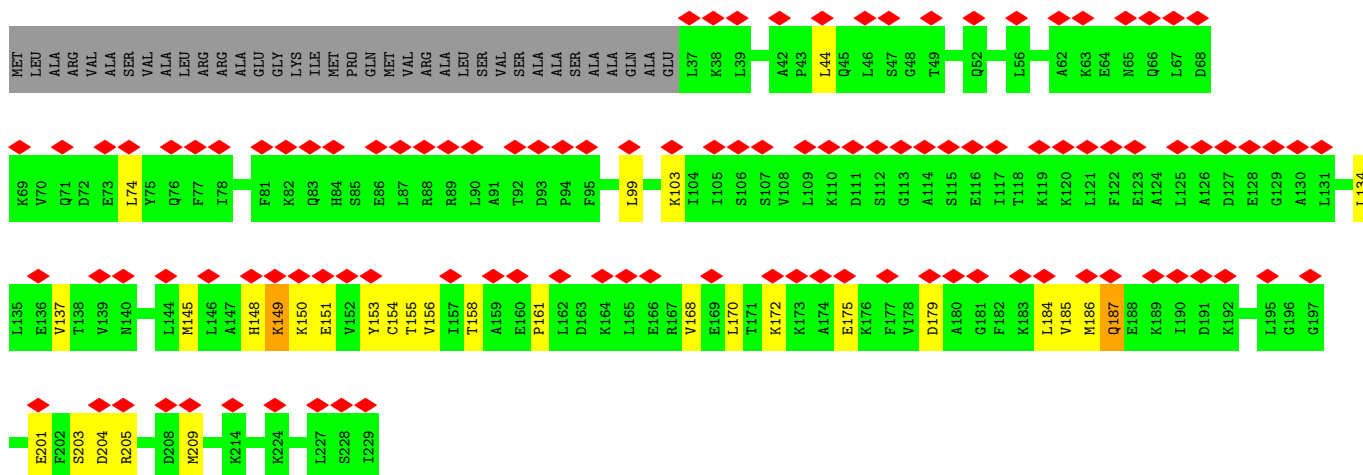 MET LEU ALA ARG VAL ALA SER VAL ALA LEU ARG ARG ALA GLU GLY LYS ILE MET PRO GLN MET VAL ARG ALA LEU SER VAL SER ALA ALA SER ALA ALA GLN ALA GLU L37 K38 L39 A42 P43 L44 Q45 L46 S47 G48 T49 Q52 L56 A62 K63 E64 N65 Q66 L67 D68
K69 V70 Q71 D72 E73 L74 Y75 Q76 F77 I78 F81 K82 Q83 H84 S85 E86 L87 R88 R89 L90 A91 T92 D93 P94 F95 L99 K103 I104 I105 S106 S107 V108 L109 K110 D111 S112 G113 A114 S115 E116 I117 T118 K119 K120 L121 F122 E123 A124 L125 A126 D127 E128 G129 A130 L131
L135 E136 V137 T138 V139 N140 L144 M145 L146 A147 H148 K149 K150 E151 V152 Y153 C154 T155 V156 I157 T158 A159 E160 P161 L162 D163 K164 L165 E166 R167 V168 E169 L170 T171 K172 K173 A174 E175 K176 F177 V178 D179 A180 G181 F182 K183 L184 V185 M186 Q187 E188 K189 I190 D191 K192 L195 G196 G197
E201 F202 S203 D204 R205 D208 M209 K214 K224 L227 S228 I229